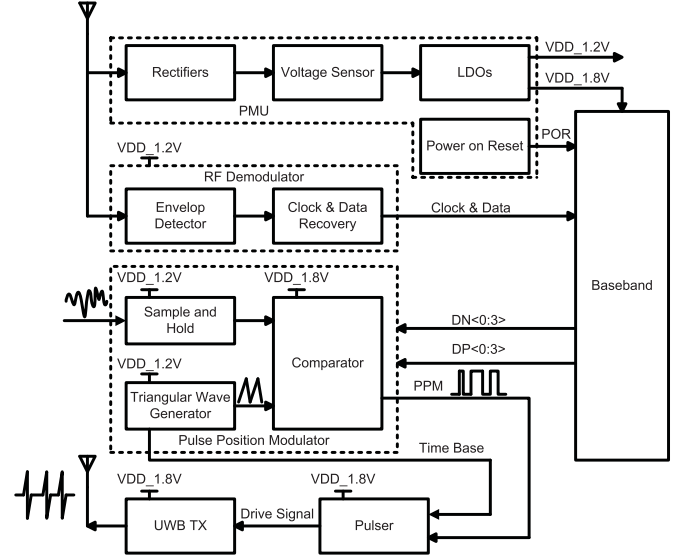 VDD_1.2V
Rectifiers
Voltage Sensor
LDOs
VDD_1.8V
PMU
Power on Reset
POR
VDD_1.2V
RF Demodulator
Envelop
Detector
Clock & Data
Recovery
Clock & Data
Baseband
VDD_1.2V
VDD_1.8V
Sample and
Hold
DN<0:3>
Comparator
DP<0:3>
VDD_1.2V
PPM
Triangular Wave
Generator
Pulse Position Modulator
Time Base
VDD_1.8V
VDD_1.8V
UWB TX
Drive Signal
Pulser